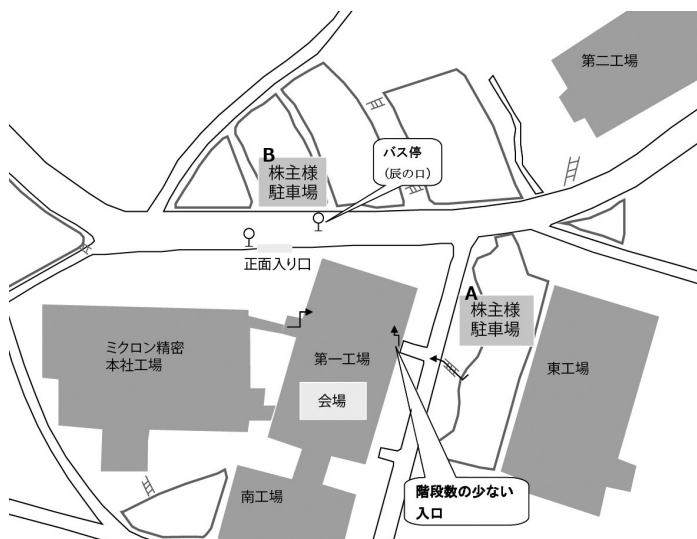 第二工場
バス停
(辰の口)
B
株主様
駐車場
正面入り口
A
株主様
駐車場
ミクロン精密
本社工場
第一工場
東工場
会場
階段数の少ない
入口
南工場